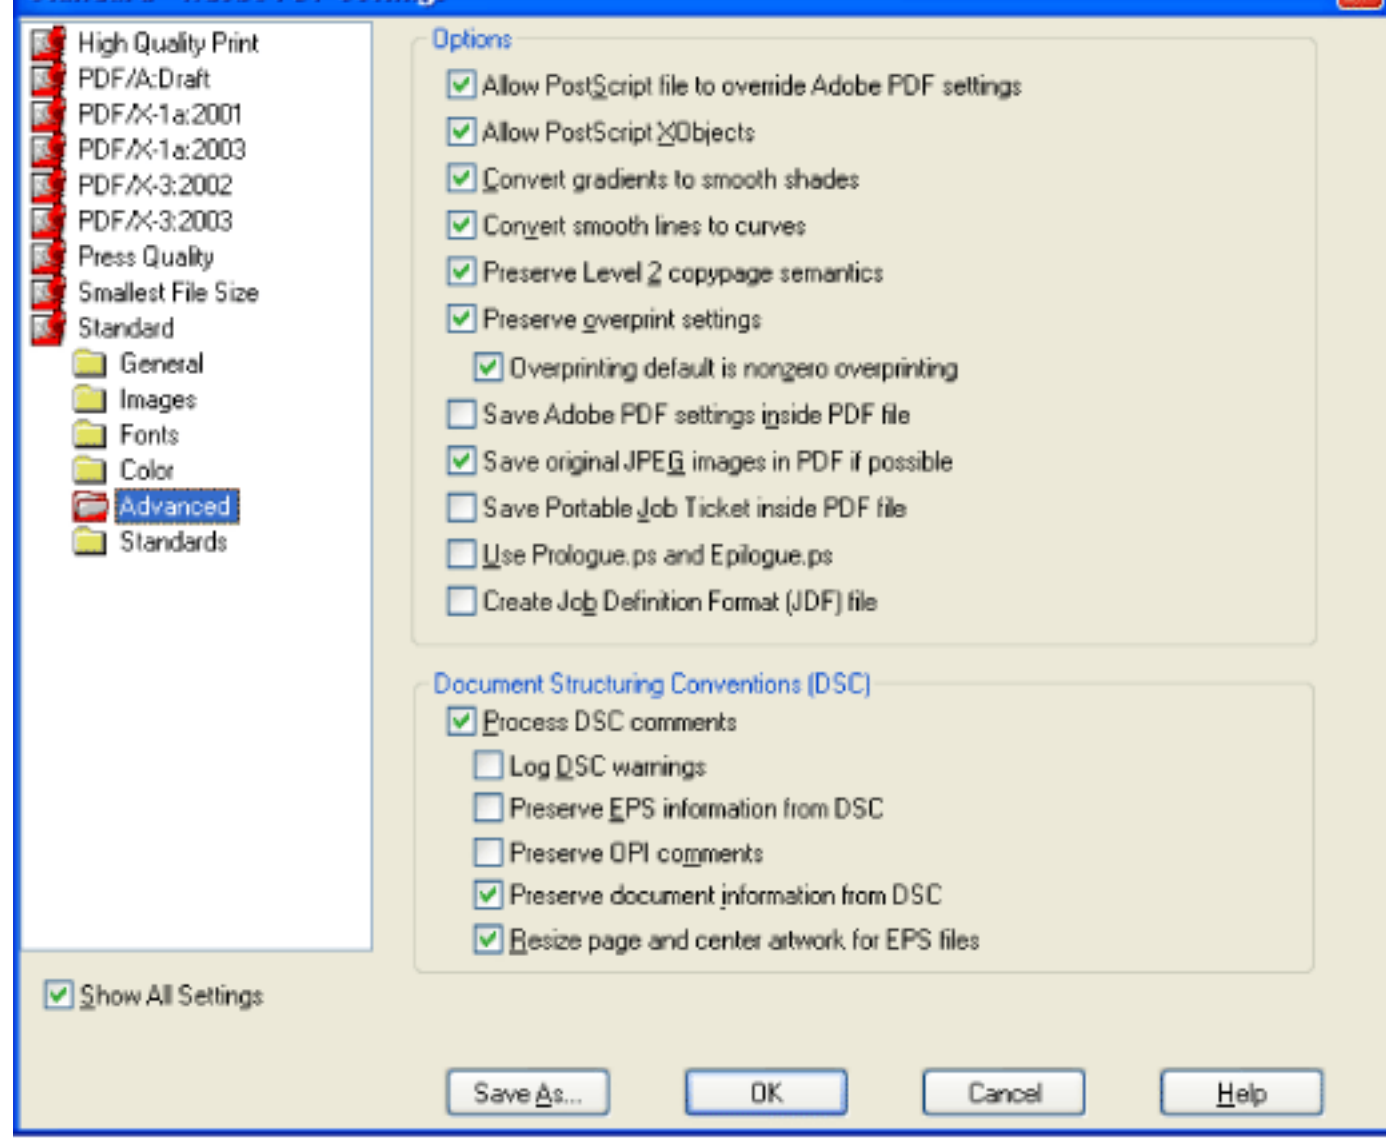 High Quality Print
PDF/A:Draft
PDF/X-1a:2001
PDF/X-1a:2003
PDF/X-3:2002
PDF/X-3:2003
Press Quality
Smallest File Size
Standard
General
Images
Fonts
Color
Advanced
Standards
Show All Settings
Options
Allow PostScript file to override Adobe PDF settings
Allow PostScript XObjects
Convert gradients to smooth shades
Convert smooth lines to curves
Preserve Level 2 copypage semantics
Preserve overprint settings
Overprinting default is nonzero overprinting
Save Adobe PDF settings inside PDF file
Save original JPEG images in PDF if possible
Save Portable Job Ticket inside PDF file
Use Prologue.ps and Epilogue.ps
Create Job Definition Format (JDF) file
Document Structuring Conventions (DSC)
Process DSC comments
Log DSC warnings
Preserve EPS information from DSC
Preserve OPI comments
Preserve document information from DSC
Resize page and center artwork for EPS files
Save As...
OK
Cancel
Help